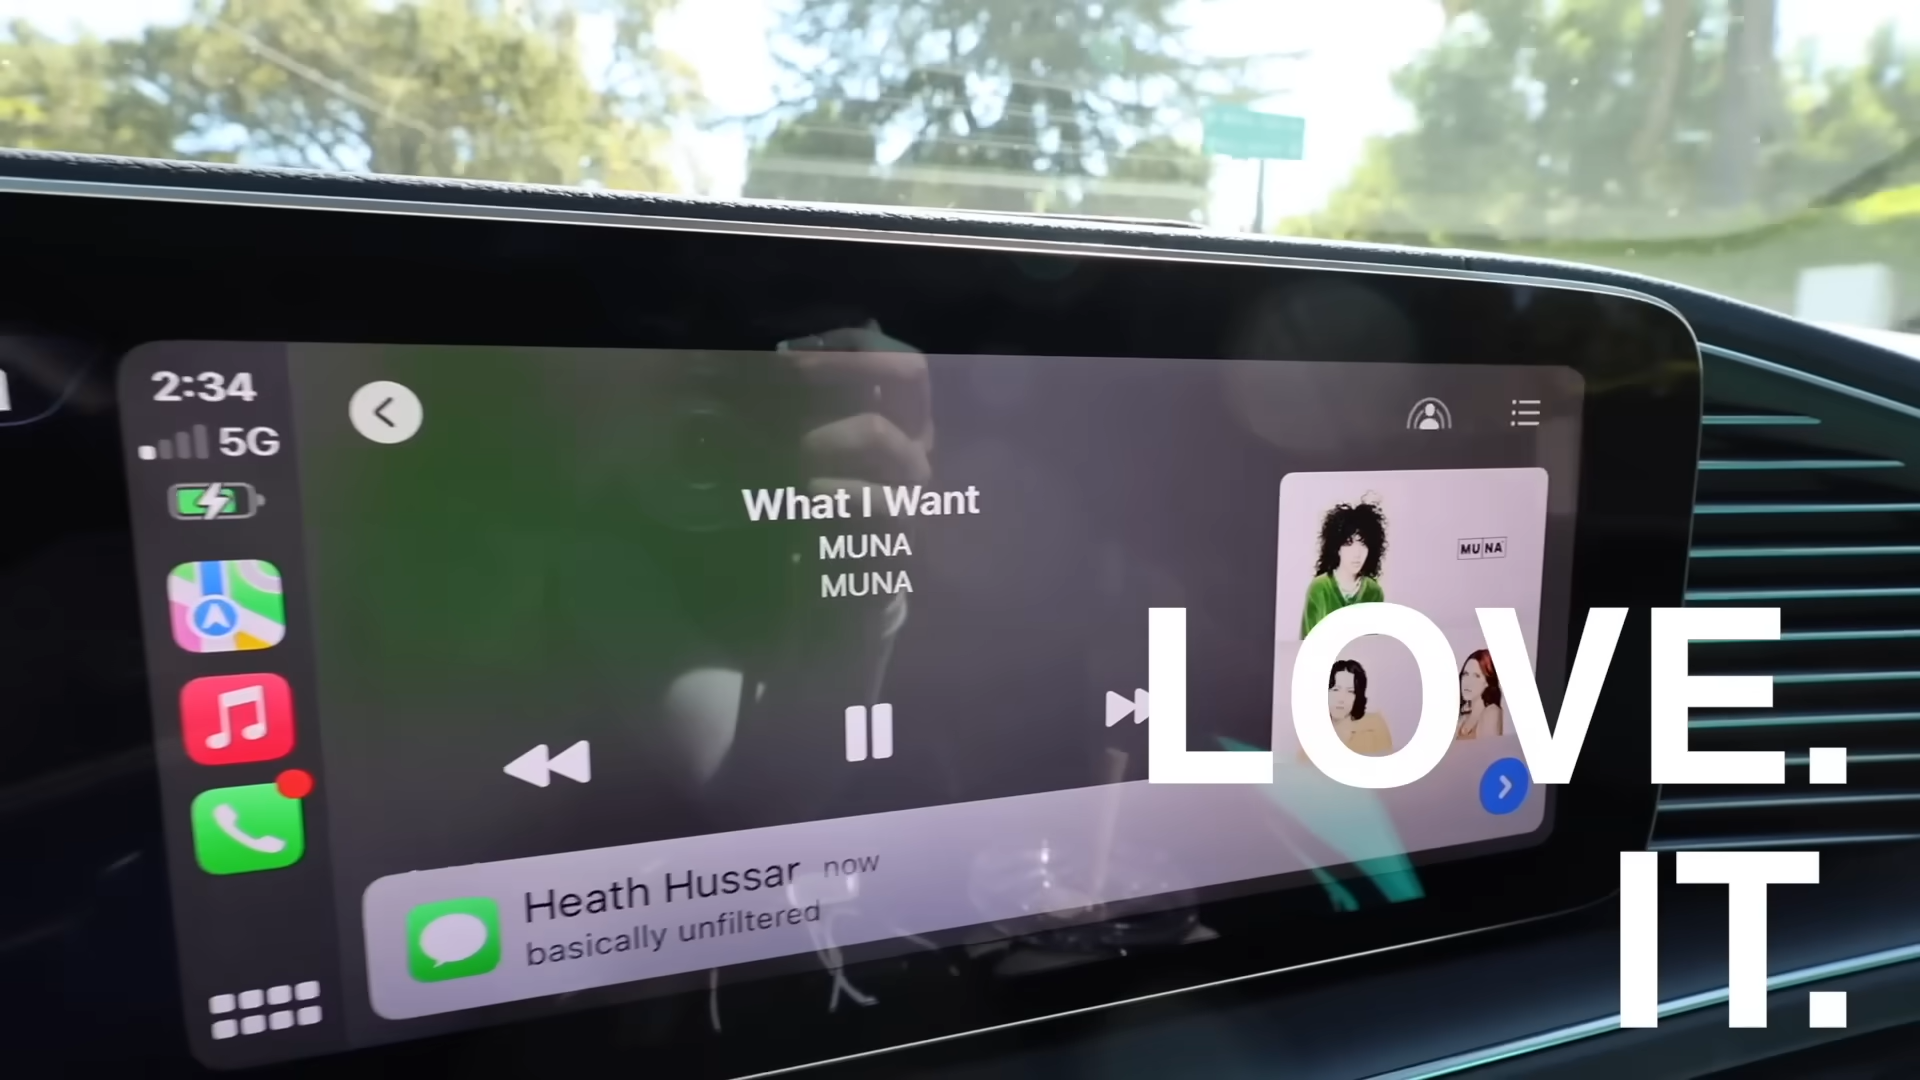 2:34
5G
What I Want
MUNA
MUNA
MUNA
LOVE.
IT.
Heath Hussar now
basically unfiltered